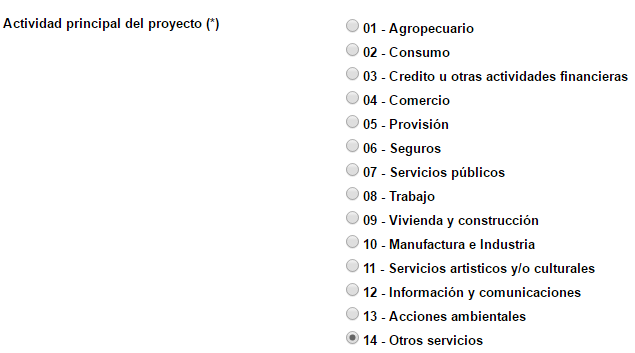 Actividad principal del proyecto (*)
01 - Agropecuario
02 - Consumo
03 - Credito u otras actividades financieras
04 - Comercio
05 - Provisión
06 - Seguros
07 - Servicios públicos
08 - Trabajo
09 - Vivienda y construcción
10 - Manufactura e Industria
11 - Servicios artisticos y/o culturales
12 - Información y comunicaciones
13 - Acciones ambientales
14 - Otros servicios